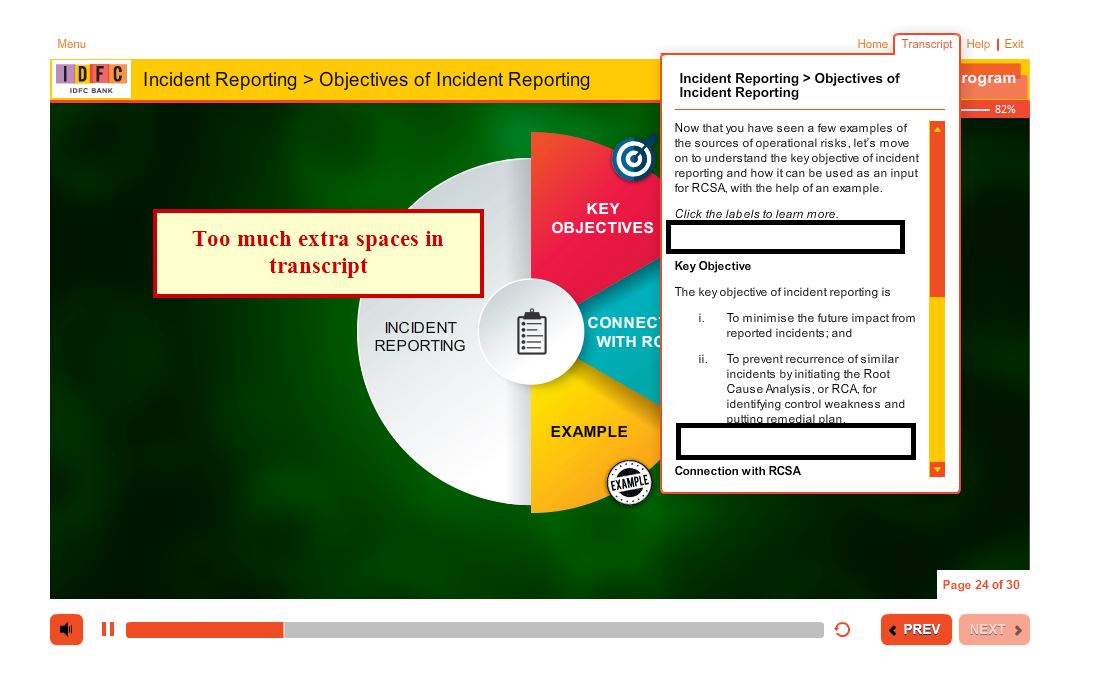 Menu
Home
Transcript
Help | Exit
IDFC
IDFC BANK
Incident Reporting > Objectives of Incident Reporting
rogram
82%
Incident Reporting > Objectives of
Incident Reporting
Now that you have seen a few examples of
the sources of operational risks, let's move
on to understand the key objective of incident
reporting and how it can be used as an input
for RCSA, with the help of an example.
Click the labels to learn more.
Key Objective
The key objective of incident reporting is
i. To minimise the future impact from
reported incidents; and
ii. To prevent recurrence of similar
incidents by initiating the Root
Cause Analysis, or RCA, for
identifying control weakness and
putting remedial plan.
Connection with RCSA
Too much extra spaces in
transcript
KEY
OBJECTIVES
INCIDENT
REPORTING
CONNECT
WITH RC
EXAMPLE
EXAMPLE
Page 24 of 30
PREV
NEXT